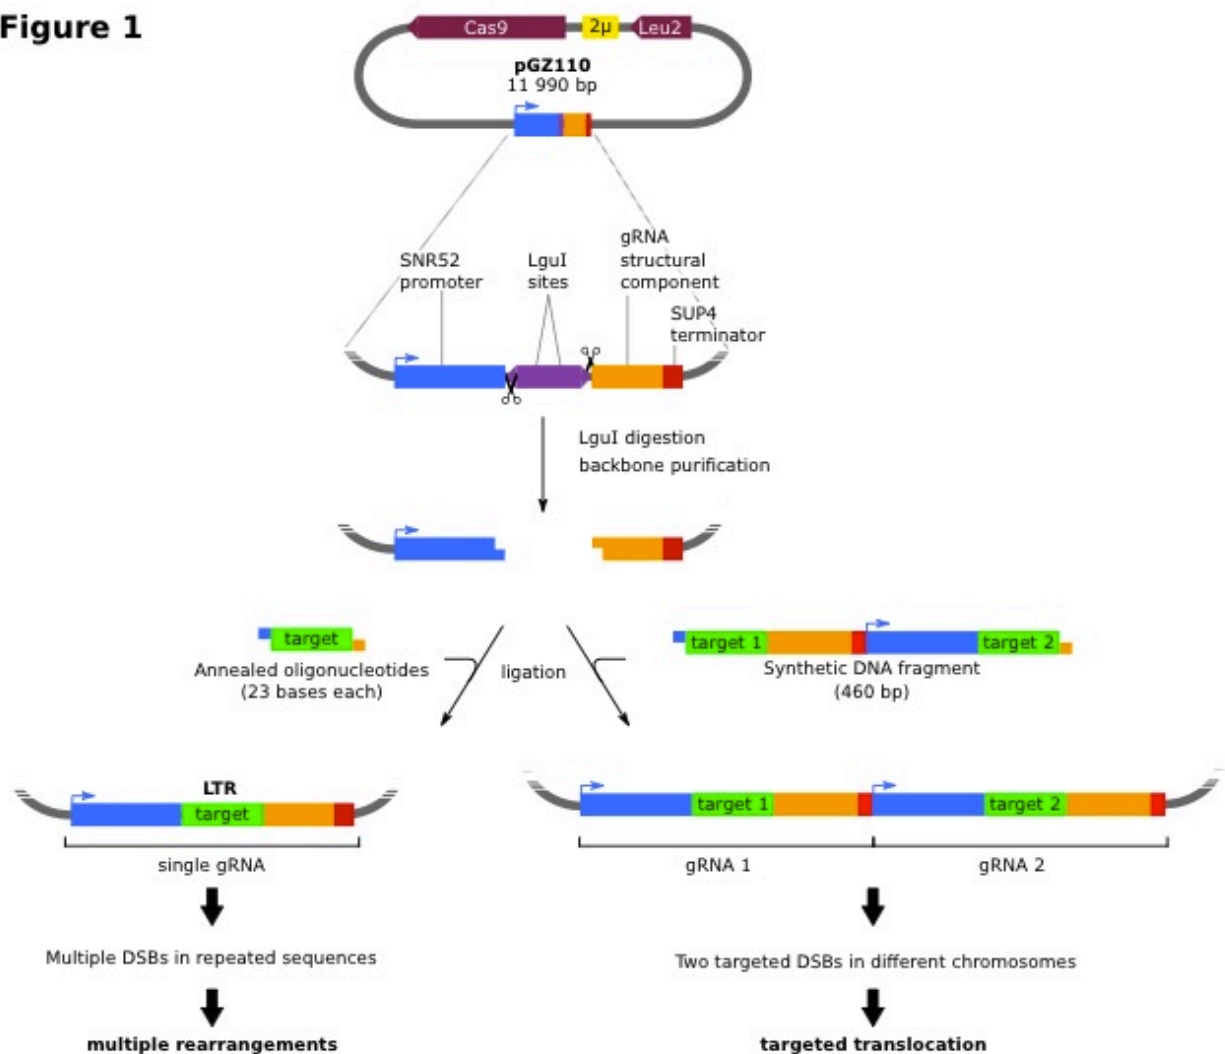 Figure 1
Cas9
2μ
Leu2
pGZ110
11 990 bp
SNR52
promoter
LguI
sites
gRNA
structural
component
SUP4
terminator
LguI digestion
backbone purification
target
Annealed oligonucleotides
(23 bases each)
ligation
target 1
target 2
Synthetic DNA fragment
(460 bp)
LTR
target
single gRNA
target 1
target 2
gRNA 1
gRNA 2
Multiple DSBs in repeated sequences
Two targeted DSBs in different chromosomes
multiple rearrangements
targeted translocation